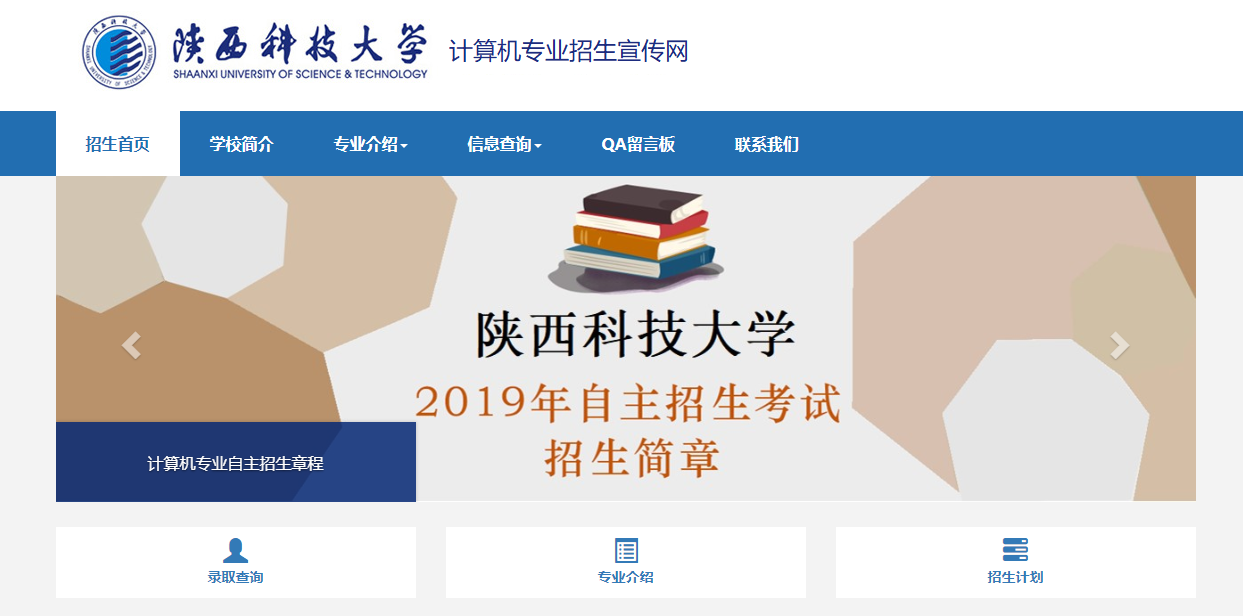 陕西科技大学
SHAANXI UNIVERSITY OF SCIENCE & TECHNOLOGY
计算机专业招生宣传网
招生首页 学校简介 专业介绍 信息查询 QA留言板 联系我们
陕西科技大学
2019年自主招生考试
招生简章
计算机专业自主招生章程
录取查询 专业介绍 招生计划